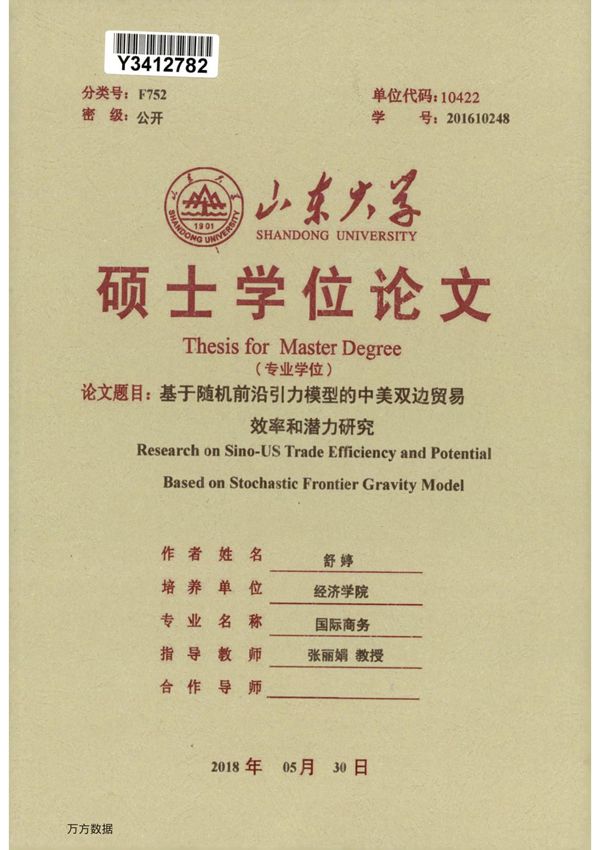 Y3412782
分类号：F752
单位代码：10422
密 级：公开
学 号：201610248
山东大学
SHANDONG UNIVERSITY
1901
山东大学
SHANDONG UNIVERSITY
硕士学位论文
Thesis for Master Degree
（专业学位）
论文题目：基于随机前沿引力模型的中美双边贸易
效率和潜力研究
Research on Sino-US Trade Efficiency and Potential
Based on Stochastic Frontier Gravity Model
作 者 姓 名 舒 婷
培 养 单 位 经济学院
专 业 名 称 国际商务
指 导 教 师 张丽娟 教授
合 作 导 师
2018 年 05 月 30 日
万方数据